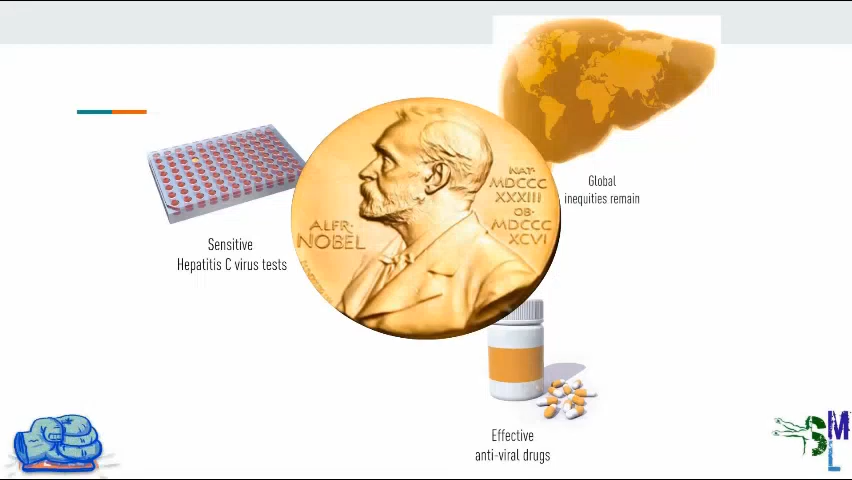 Global
inequities remain
ALFR·
NOBEL
NAT·
MDCCC
XXXIII
OB·
MDCCC
XCVI
Sensitive
Hepatitis C virus tests
Effective
anti-viral drugs
SML